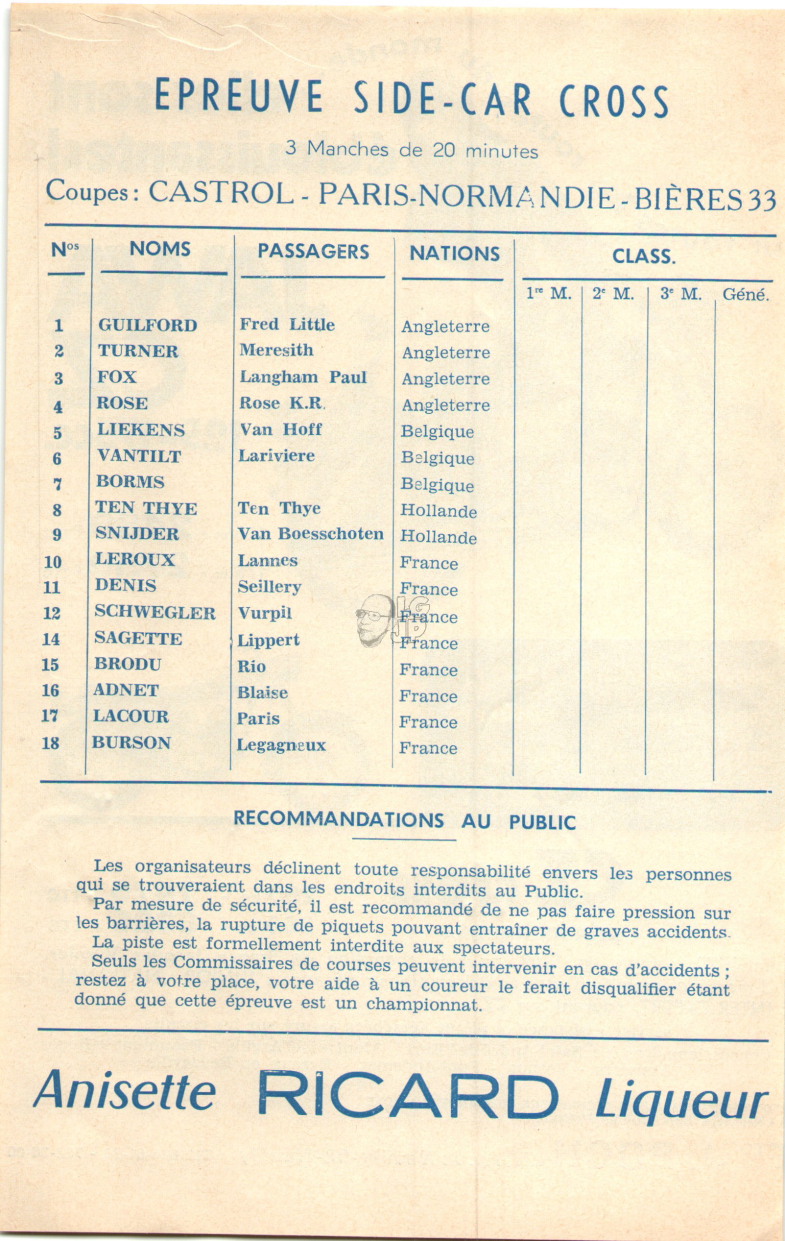 EPREUVE SIDE-CAR CROSS
3 Manches de 20 minutes
Coupes: CASTROL - PARIS-NORMANDIE - BIÈRES 33
Nos NOMS PASSAGERS NATIONS CLASS.
1re M. 2e M. 3e M. Géné.
1 GUILFORD Fred Little Angleterre
2 TURNER Meresith Angleterre
3 FOX Langham Paul Angleterre
4 ROSE Rose K.R. Angleterre
5 LIEKENS Van Hoff Belgique
6 VANTILT Lariviere Belgique
7 BORMS Belgique
8 TEN THYE Ten Thye Hollande
9 SNIJDER Van Boesschoten Hollande
10 LEROUX Lannes France
11 DENIS Seillery France
12 SCHWEGLER Vurpil France
14 SAGETTE Lippert France
15 BRODU Rio France
16 ADNET Blaise France
17 LACOUR Paris France
18 BURSON Legagneux France
RECOMMANDATIONS AU PUBLIC
Les organisateurs déclinent toute responsabilité envers les personnes
qui se trouveraient dans les endroits interdits au Public.
Par mesure de sécurité, il est recommandé de ne pas faire pression sur
les barrières, la rupture de piquets pouvant entraîner de graves accidents.
La piste est formellement interdite aux spectateurs.
Seuls les Commissaires de courses peuvent intervenir en cas d'accidents ;
restez à votre place, votre aide à un coureur le ferait disqualifier étant
donné que cette épreuve est un championnat.
Anisette RICARD Liqueur